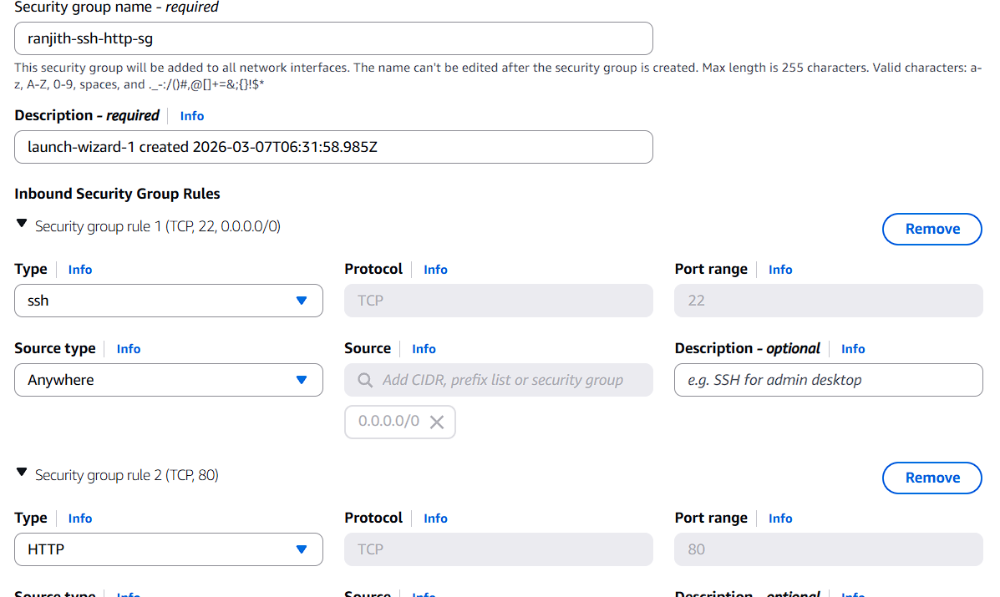 Security group name - required
ranjith-ssh-http-sg
This security group will be added to all network interfaces. The name can't be edited after the security group is created. Max length is 255 characters. Valid characters: a-
z, A-Z, 0-9, spaces, and ._-:/()#,@[]+=&;{}!$*
Description - required Info
launch-wizard-1 created 2026-03-07T06:31:58.985Z
Inbound Security Group Rules
Security group rule 1 (TCP, 22, 0.0.0.0/0) Remove
Type Info Protocol Info Port range Info
ssh TCP 22
Source type Info Source Info Description - optional Info
Anywhere Add CIDR, prefix list or security group e.g. SSH for admin desktop
0.0.0.0/0
Security group rule 2 (TCP, 80) Remove
Type Info Protocol Info Port range Info
HTTP TCP 80
Source type Info Source Info Description - optional Info